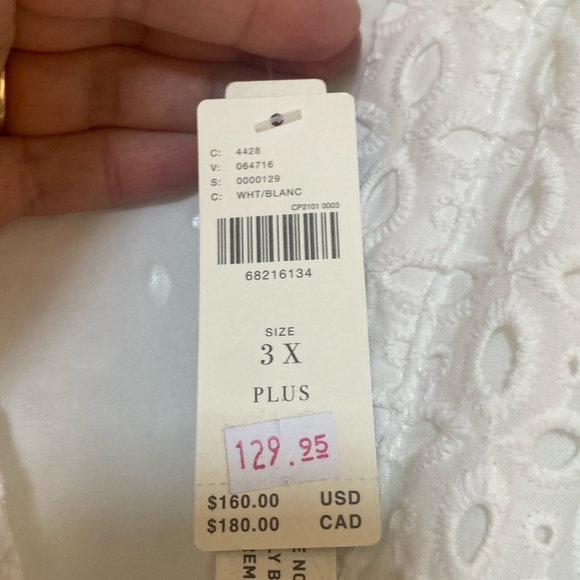 C: 4428
V: 064716
S: 0000129
C: WHT/BLANC
CP2101 0003
68216134
SIZE
3 X
PLUS
129.95
$160.00 USD
$180.00 CAD